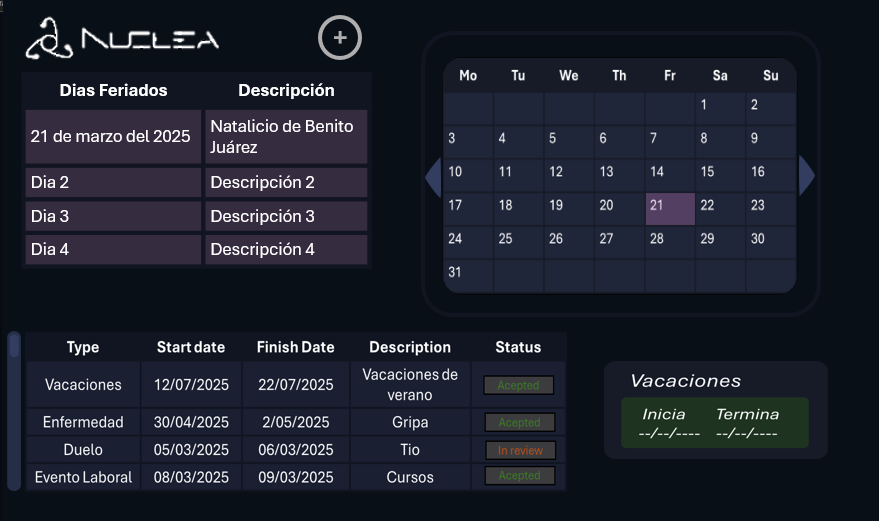 NUCLEA
+
Dias Feriados Descripción
21 de marzo del 2025 Natalicio de Benito
Juárez
Dia 2 Descripción 2
Dia 3 Descripción 3
Dia 4 Descripción 4
Mo Tu We Th Fr Sa Su
1 2
3 4 5 6 7 8 9
10 11 12 13 14 15 16
17 18 19 20 21 22 23
24 25 26 27 28 29 30
31
Type Start date Finish Date Description Status
Vacaciones 12/07/2025 22/07/2025 Vacaciones de
verano Acepted
Enfermedad 30/04/2025 2/05/2025 Gripa Acepted
Duelo 05/03/2025 06/03/2025 Tio In review
Evento Laboral 08/03/2025 09/03/2025 Cursos Acepted
Vacaciones
Inicia Termina
--/--/---- --/--/----